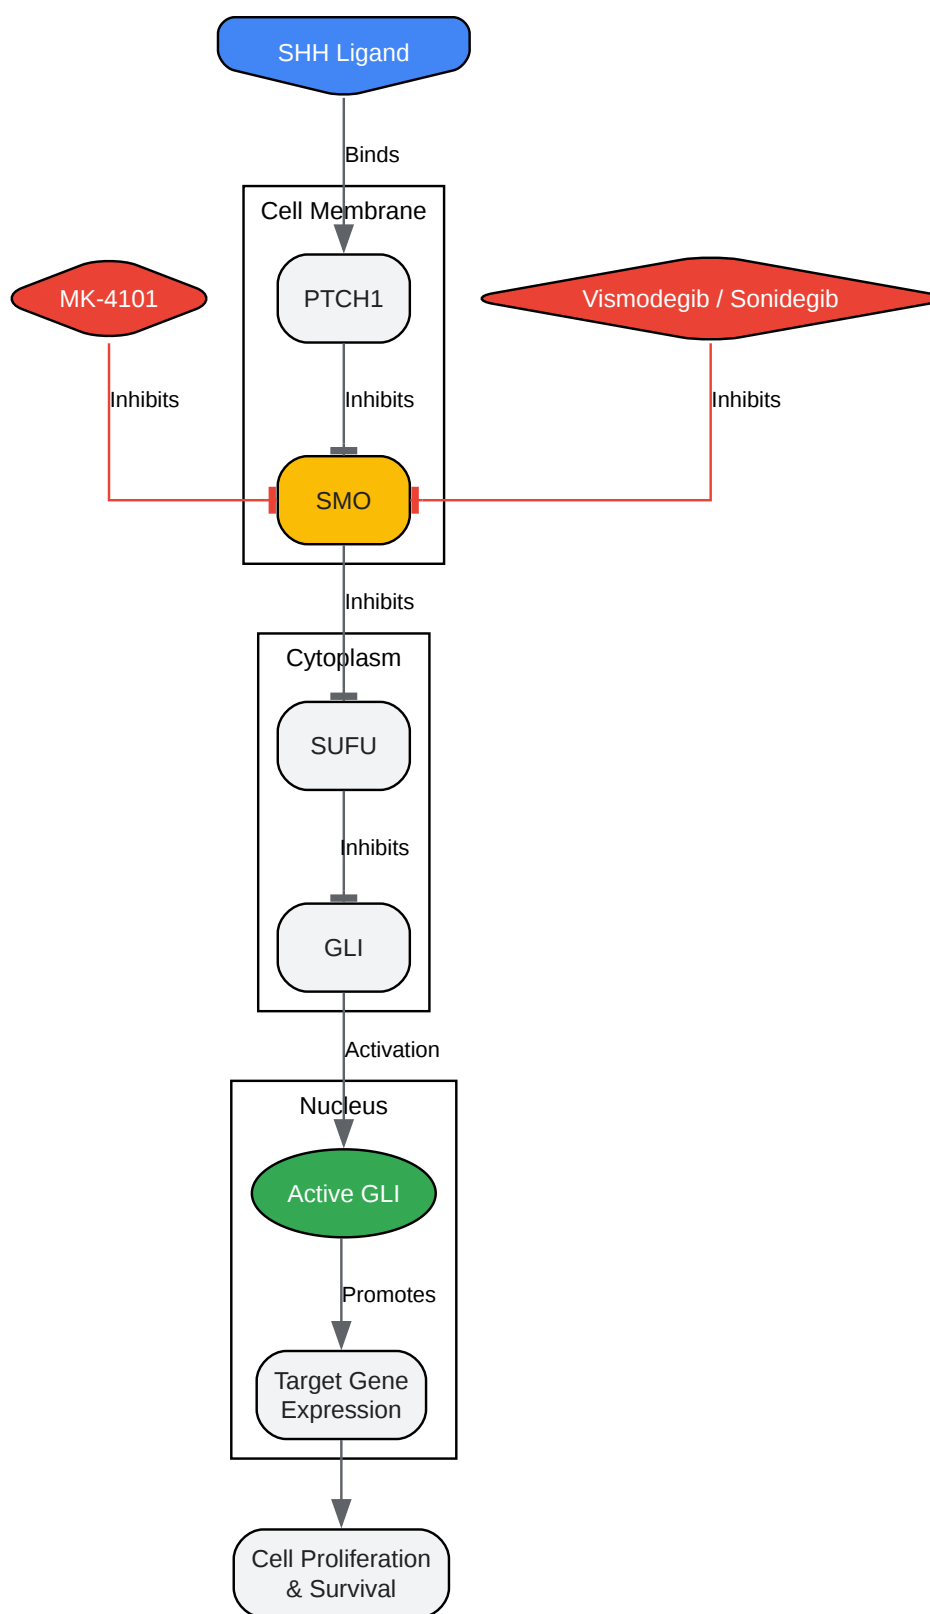 SHH Ligand
Binds
Cell Membrane
MK-4101
PTCH1
Vismodegib / Sonidegib
Inhibits
Inhibits
Inhibits
SMO
Inhibits
Cytoplasm
SUFU
Inhibits
GLI
Activation
Nucleus
Active GLI
Promotes
Target Gene
Expression
Cell Proliferation
& Survival